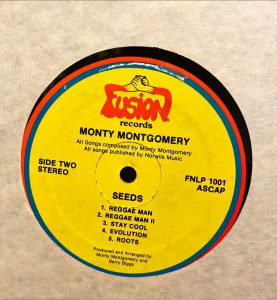 Fusion
records
MONTY MONTGOMERY
All Songs composed by Monty Montgomery
All songs published by Norwils Music
SIDE TWO
STEREO
FNLP 1001
ASCAP
SEEDS
1. REGGAE MAN
2. REGGAE MAN II
3. STAY COOL
4. EVOLUTION
5. ROOTS
Produced and Arranged by
Monty Montgomery and
Barry Biggs